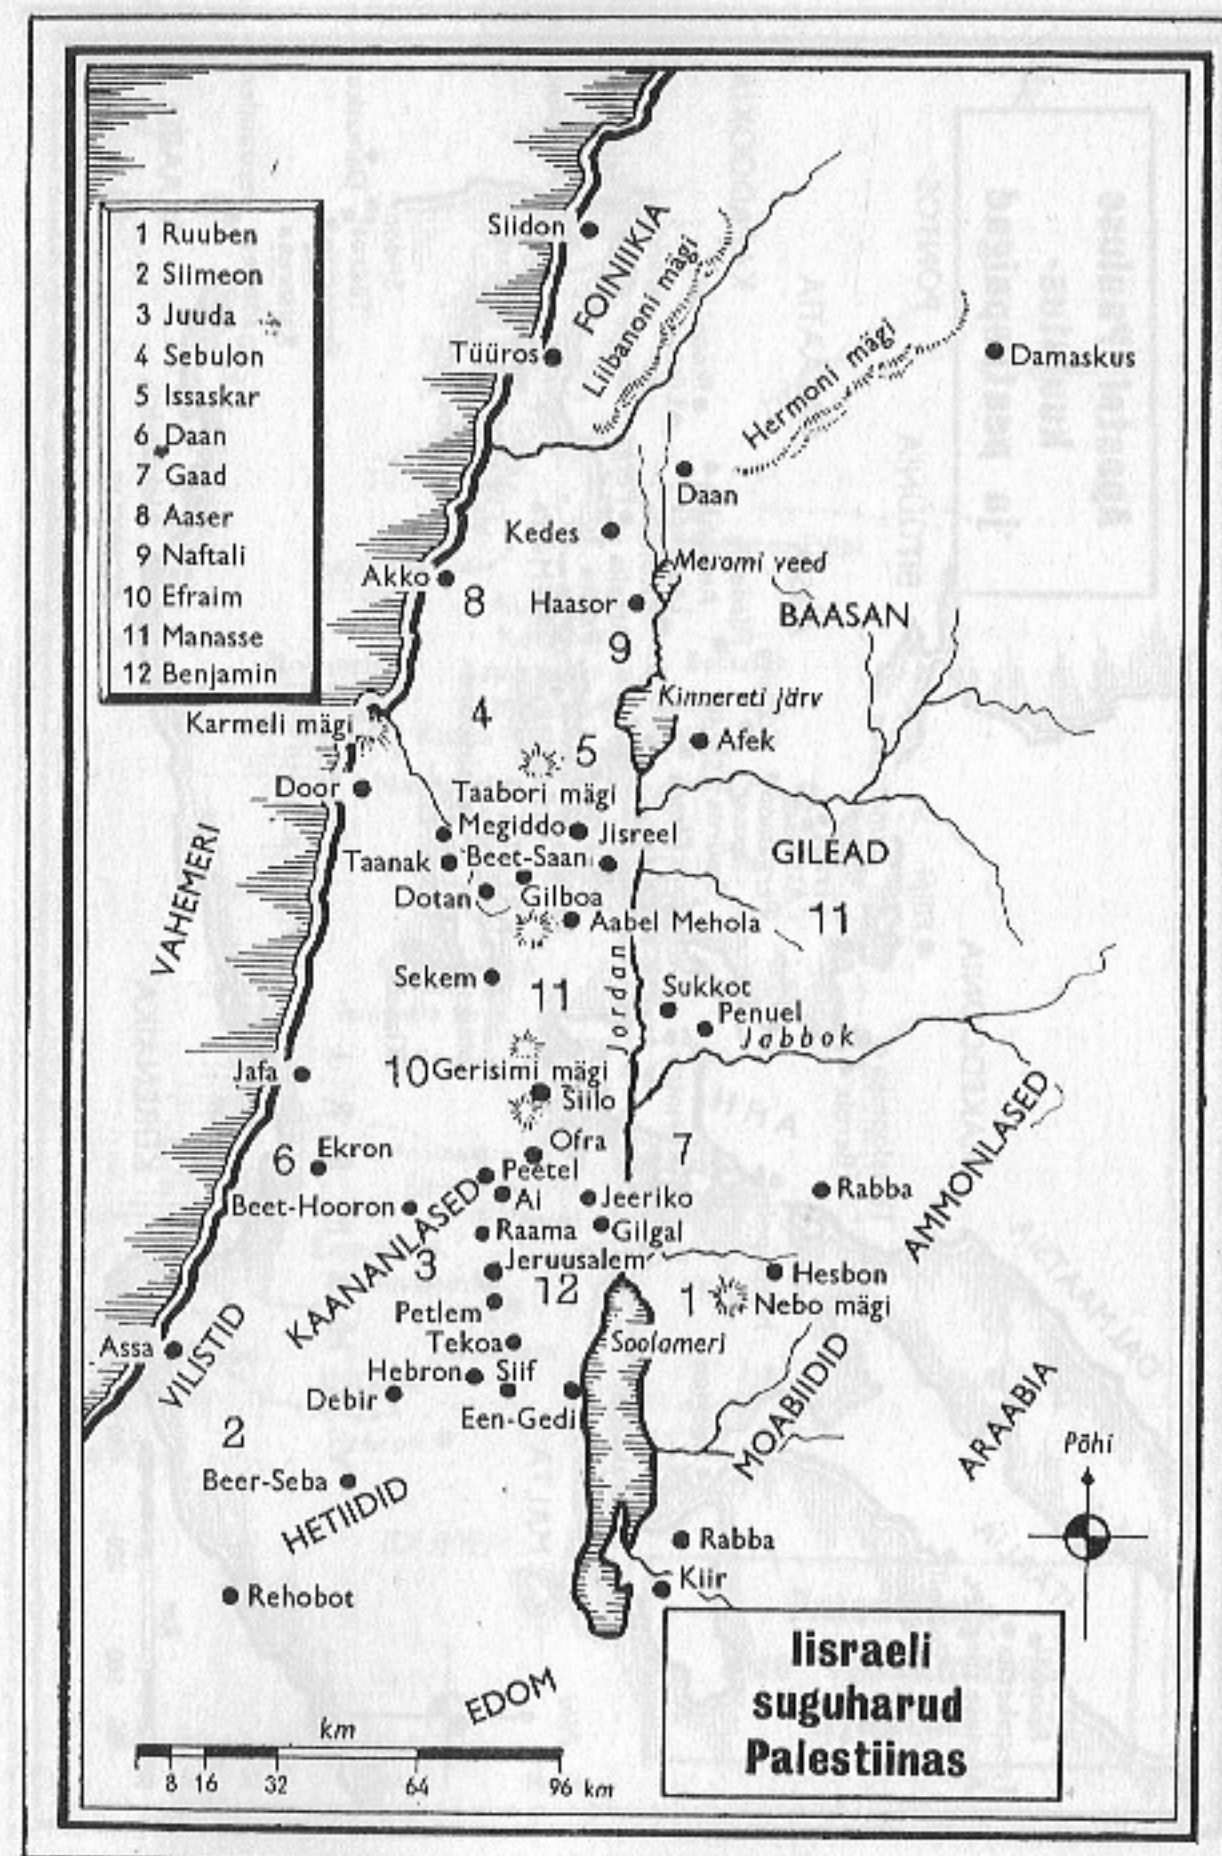 Siidon
FOINIIKIA
Liibanoni mägi
1 Ruuben
2 Siimeon
3 Juuda
4 Sebulon
5 Issaskar
6 Daan
7 Gaad
8 Aaser
9 Naftali
10 Efraim
11 Manasse
12 Benjamin
Tüüros
Hermoni mägi
Damaskus
Daan
Kedes
Meromi veed
Akko
8
Haasor
BAASAN
9
Karmeli mägi
4
Kinnereti järv
5
Afek
Door
Taabori mägi
VAHEMERI
Megiddo
Jisreel
Taanak
Beet-Saan
GILEAD
Dotan
Gilboa
11
Aabel Mehola
Sekem
11
Jordan
Sukkot
Penuel
Jabbok
Jafa
10
Gerisimi mägi
Siilo
AMMONLASED
6
Ekron
Ofra
7
Peetel
Beet-Hooron
Ai
Jeeriko
Rabba
KAANANLASED
Raama
Gilgal
3
Jeruusalem
12
1
Hesbon
Nebo mägi
Petlem
Assa
VILISTID
Tekoa
Soolameri
Hebron
Siif
Debir
Een-Gedi
MOABIIDID
ARAABIA
2
Põhi
Beer-Seba
HETIIDID
Rabba
Kiir
Rehobot
EDOM
Iisraeli
suguharud
Palestiinas
km
8 16 32 64 96 km